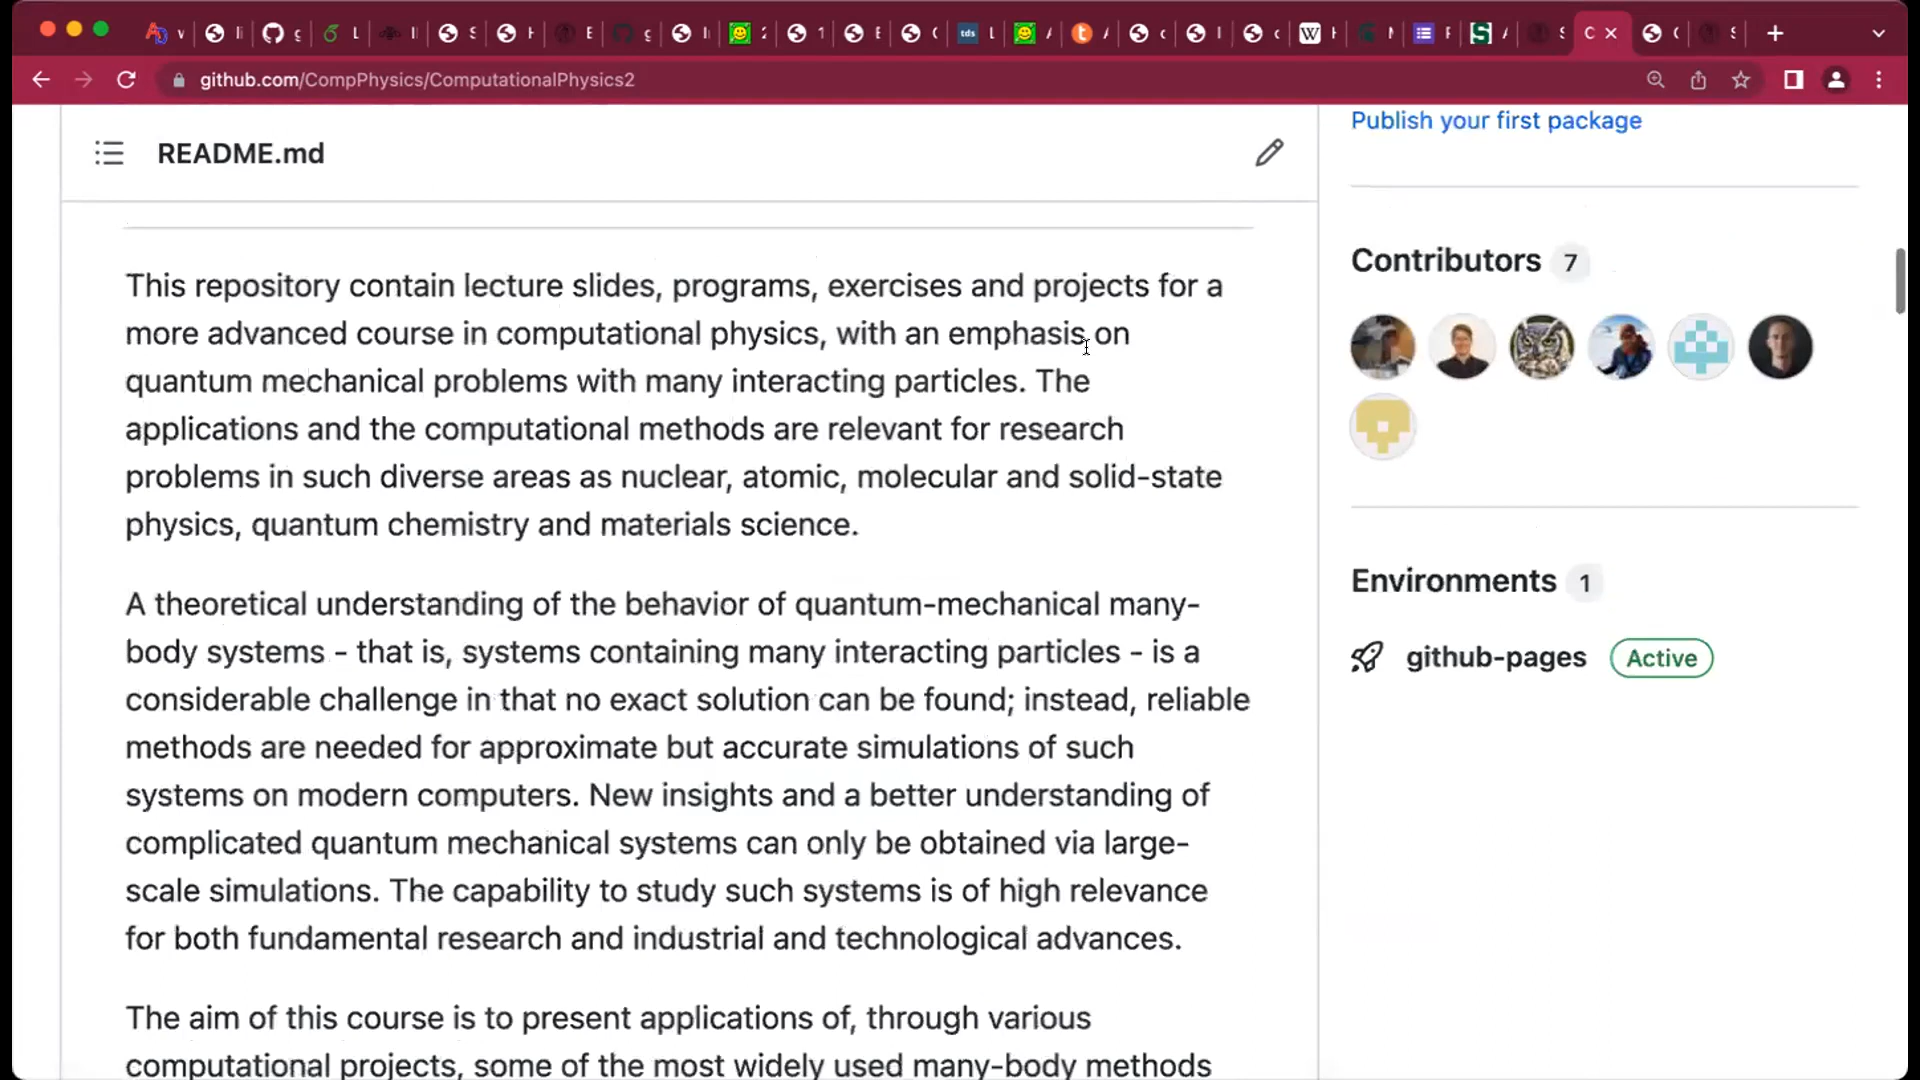 github.com/CompPhysics/ComputationalPhysics2
README.md
Publish your first package
This repository contain lecture slides, programs, exercises and projects for a
more advanced course in computational physics, with an emphasis on
quantum mechanical problems with many interacting particles. The
applications and the computational methods are relevant for research
problems in such diverse areas as nuclear, atomic, molecular and solid-state
physics, quantum chemistry and materials science.
A theoretical understanding of the behavior of quantum-mechanical many-
body systems - that is, systems containing many interacting particles - is a
considerable challenge in that no exact solution can be found; instead, reliable
methods are needed for approximate but accurate simulations of such
systems on modern computers. New insights and a better understanding of
complicated quantum mechanical systems can only be obtained via large-
scale simulations. The capability to study such systems is of high relevance
for both fundamental research and industrial and technological advances.
The aim of this course is to present applications of, through various
computational projects, some of the most widely used many-body methods
Contributors 7
Environments 1
github-pages Active